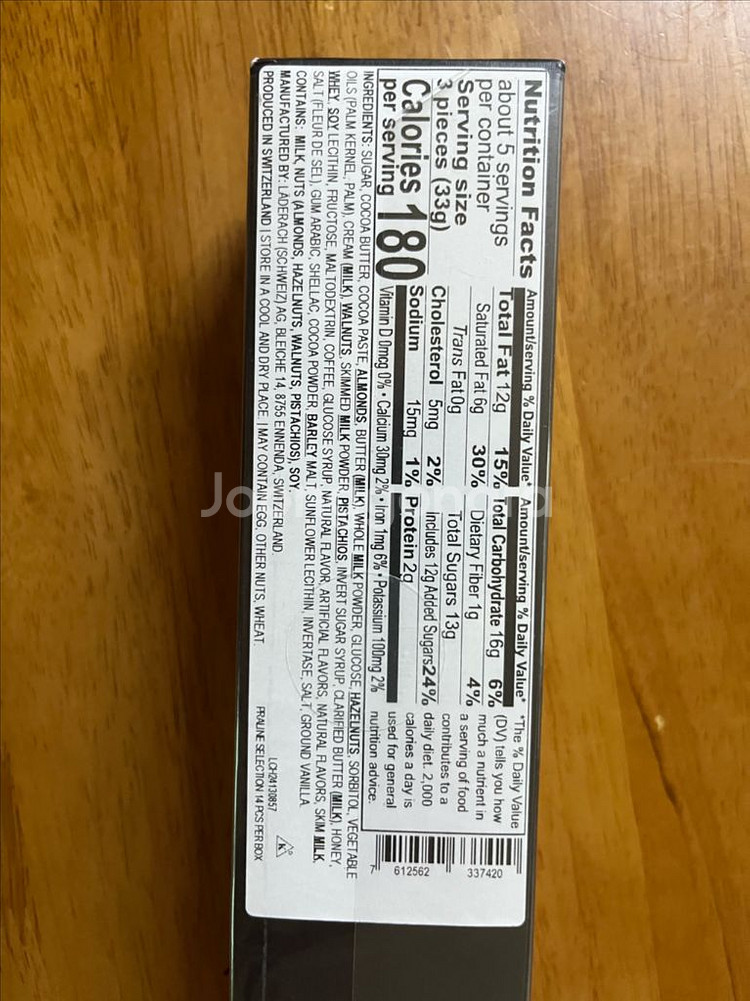 Nutrition Facts
about 5 servings
per container
Serving size
3 pieces (33g)
Calories 180
per serving
Amount/serving % Daily Value*
Total Fat 12g 15%
Saturated Fat 6g 30%
Trans Fat 0g
Cholesterol 5mg 2%
Sodium 15mg 1%
Amount/serving % Daily Value*
Total Carbohydrate 16g 6%
Dietary Fiber 1g 4%
Total Sugars 13g
Includes 12g Added Sugars 24%
Protein 2g
Vitamin D 0mcg 0% • Calcium 30mg 2% • Iron 1mg 6% • Potassium 100mg 2%
*The % Daily Value
(DV) tells you how
much a nutrient in
a serving of food
contributes to a
daily diet. 2,000
calories a day is
used for general
nutrition advice.
INGREDIENTS: SUGAR, COCOA BUTTER, COCOA PASTE, ALMONDS, BUTTER (MILK), WHOLE MILK POWDER, GLUCOSE, HAZELNUTS, SORBITOL, VEGETABLE
OILS (PALM KERNEL, PALM), CREAM (MILK), WALNUTS, SKIMMED MILK POWDER, PISTACHIOS, INVERT SUGAR SYRUP, CLARIFIED BUTTER (MILK), HONEY,
WHEY, SOY LECITHIN, FRUCTOSE, MALTODEXTRIN, COFFEE, GLUCOSE SYRUP, NATURAL FLAVOR, ARTIFICIAL FLAVORS, NATURAL FLAVORS, SKIM MILK,
SALT (FLEUR DE SEL), GUM ARABIC, SHELLAC, COCOA POWDER, BARLEY MALT, SUNFLOWER LECITHIN, INVERTASE, SALT, GROUND VANILLA.
CONTAINS: MILK, NUTS (ALMONDS, HAZELNUTS, WALNUTS, PISTACHIOS), SOY.
MANUFACTURED BY: LÄDERACH (SCHWEIZ) AG, BLEICHE 14, 8755 ENNENDA, SWITZERLAND.
PRODUCED IN SWITZERLAND | STORE IN A COOL AND DRY PLACE. | MAY CONTAIN EGG, OTHER NUTS, WHEAT.
LCH24130857
PRALINE SELECTION 14 PCS PER BOX
K
D
7
612562
337420